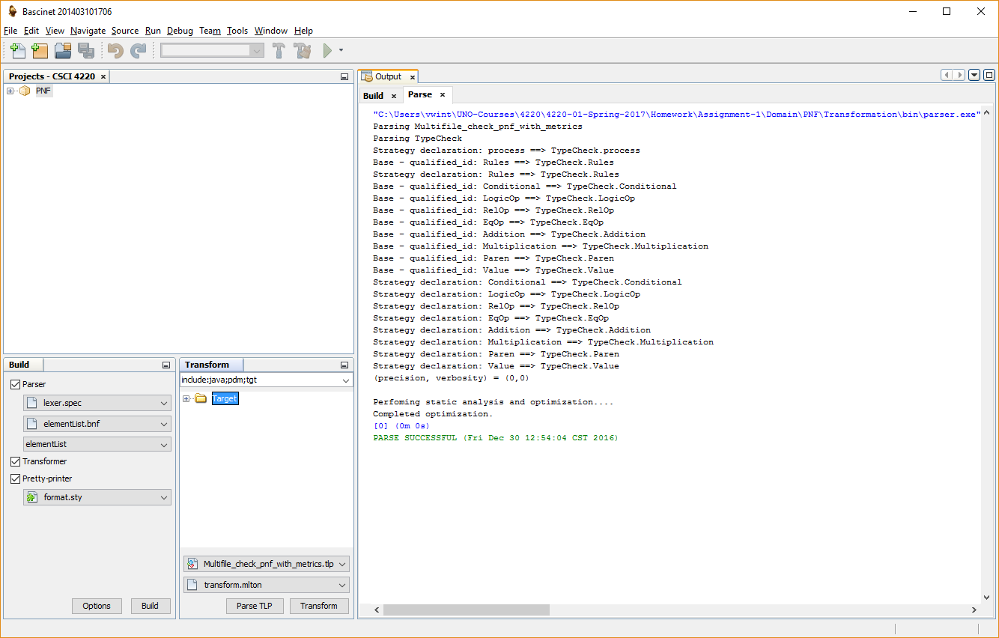 Bascinet 201403101706
File Edit View Navigate Source Run Debug Team Tools Window Help
Projects - CSCI 4220
PNF
Build
Parser
lexer.spec
elementList.bnf
elementList
Transformer
Pretty-printer
format.sty
Options Build
Transform
include:java;pdm;tgt
Target
Multifile_check_pnf_with_metrics.tlp
transform.mlton
Parse TLP Transform
Output
Build Parse
"C:\Users\vwint\UNO-Courses\4220\4220-01-Spring-2017\Homework\Assignment-1\Domain\PNF\Transformation\bin\parser.exe"
Parsing Multifile_check_pnf_with_metrics
Parsing TypeCheck
Strategy declaration: process ==> TypeCheck.process
Base - qualified_id: Rules ==> TypeCheck.Rules
Strategy declaration: Rules ==> TypeCheck.Rules
Base - qualified_id: Conditional ==> TypeCheck.Conditional
Base - qualified_id: LogicOp ==> TypeCheck.LogicOp
Base - qualified_id: RelOp ==> TypeCheck.RelOp
Base - qualified_id: EqOp ==> TypeCheck.EqOp
Base - qualified_id: Addition ==> TypeCheck.Addition
Base - qualified_id: Multiplication ==> TypeCheck.Multiplication
Base - qualified_id: Paren ==> TypeCheck.Paren
Base - qualified_id: Value ==> TypeCheck.Value
Strategy declaration: Conditional ==> TypeCheck.Conditional
Strategy declaration: LogicOp ==> TypeCheck.LogicOp
Strategy declaration: RelOp ==> TypeCheck.RelOp
Strategy declaration: EqOp ==> TypeCheck.EqOp
Strategy declaration: Addition ==> TypeCheck.Addition
Strategy declaration: Multiplication ==> TypeCheck.Multiplication
Strategy declaration: Paren ==> TypeCheck.Paren
Strategy declaration: Value ==> TypeCheck.Value
(precision, verbosity) = (0,0)
Perfoming static analysis and optimization....
Completed optimization.
[0] (0m 0s)
PARSE SUCCESSFUL (Fri Dec 30 12:54:04 CST 2016)